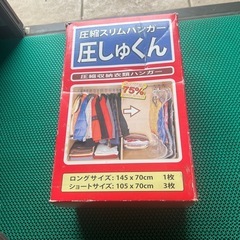 圧縮スリムハンガー
圧しゅくん
圧縮収納衣類ハンガー
75%
ロングサイズ：145 x 70cm 1枚
ショートサイズ：105 x 70cm 3枚